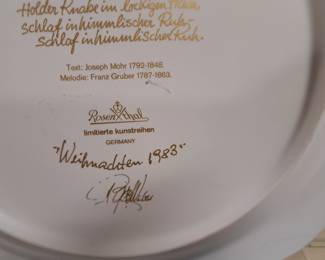 Holder Knabe im lockigen Haar,
schlaf in himmlischer Ruh,
schlaf in himmlischer Ruh.
Text: Joseph Mohr 1792-1848.
Melodie: Franz Gruber 1787-1863.
Rosenthal
limitierte kunstreihen
GERMANY
"Weihnachten 1983"